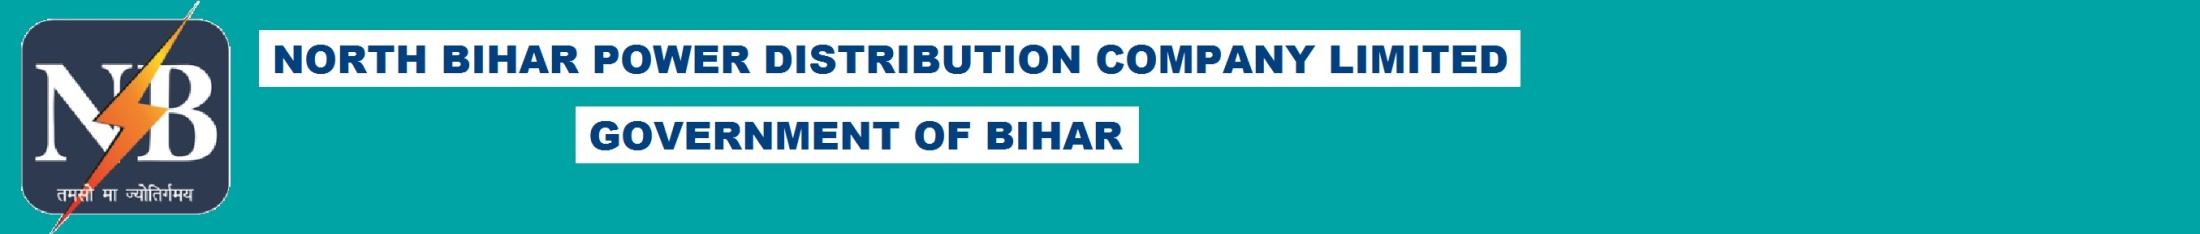 NB
तमसो मा ज्योतिर्गमय
NORTH BIHAR POWER DISTRIBUTION COMPANY LIMITED
GOVERNMENT OF BIHAR